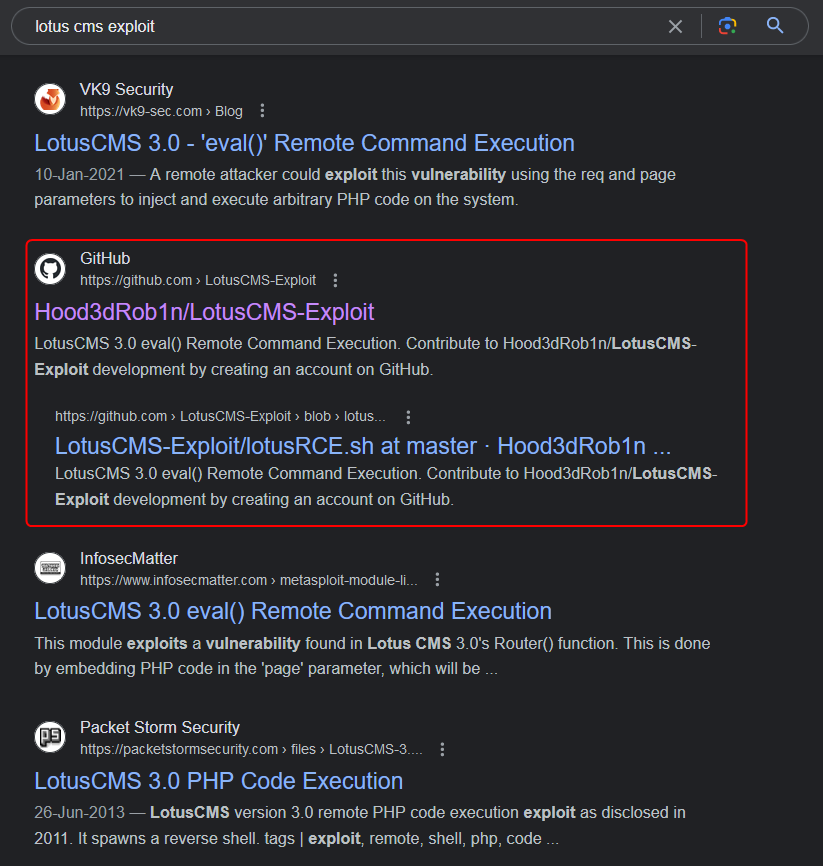 lotus cms exploit
VK9 Security
https://vk9-sec.com › Blog
LotusCMS 3.0 - 'eval()' Remote Command Execution
10-Jan-2021 — A remote attacker could exploit this vulnerability using the req and page
parameters to inject and execute arbitrary PHP code on the system.
GitHub
https://github.com › LotusCMS-Exploit
Hood3dRob1n/LotusCMS-Exploit
LotusCMS 3.0 eval() Remote Command Execution. Contribute to Hood3dRob1n/LotusCMS-
Exploit development by creating an account on GitHub.
https://github.com › LotusCMS-Exploit › blob › lotus...
LotusCMS-Exploit/lotusRCE.sh at master · Hood3dRob1n ...
LotusCMS 3.0 eval() Remote Command Execution. Contribute to Hood3dRob1n/LotusCMS-
Exploit development by creating an account on GitHub.
InfosecMatter
https://www.infosecmatter.com › metasploit-module-li...
LotusCMS 3.0 eval() Remote Command Execution
This module exploits a vulnerability found in Lotus CMS 3.0's Router() function. This is done
by embedding PHP code in the 'page' parameter, which will be ...
ps
Packet Storm Security
https://packetstormsecurity.com › files › LotusCMS-3....
LotusCMS 3.0 PHP Code Execution
26-Jun-2013 — LotusCMS version 3.0 remote PHP code execution exploit as disclosed in
2011. It spawns a reverse shell. tags | exploit, remote, shell, php, code ...